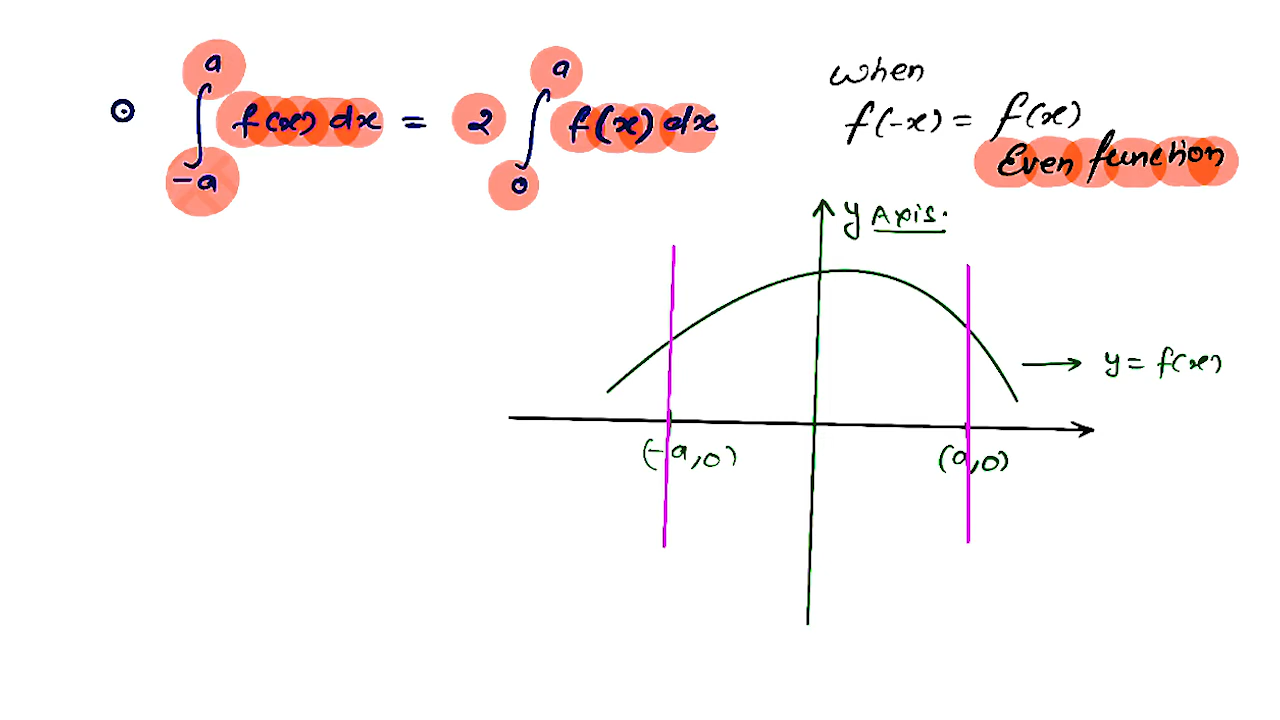 ⊙ ∫_{-a}^{a} f(x) dx = 2 ∫_{0}^{a} f(x) dx
when
f(-x) = f(x)
Even function
y Axis.
→ y = f(x)
(-a,0)
(a,0)